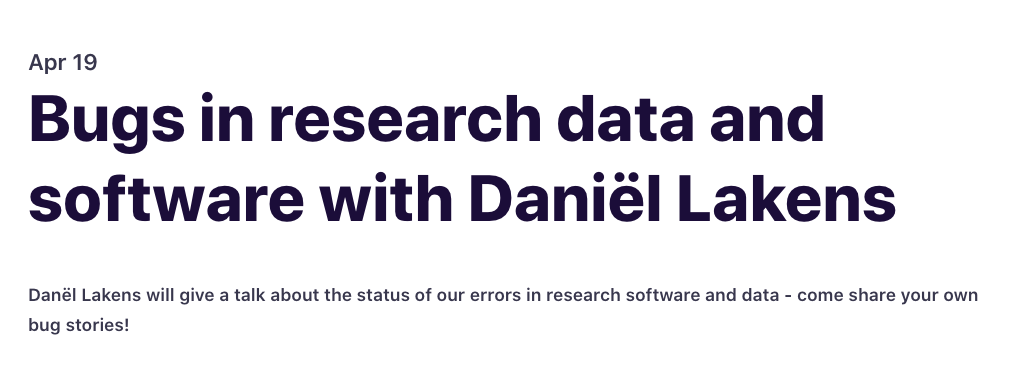 Apr 19
Bugs in research data and
software with Daniël Lakens
Danël Lakens will give a talk about the status of our errors in research software and data - come share your own
bug stories!